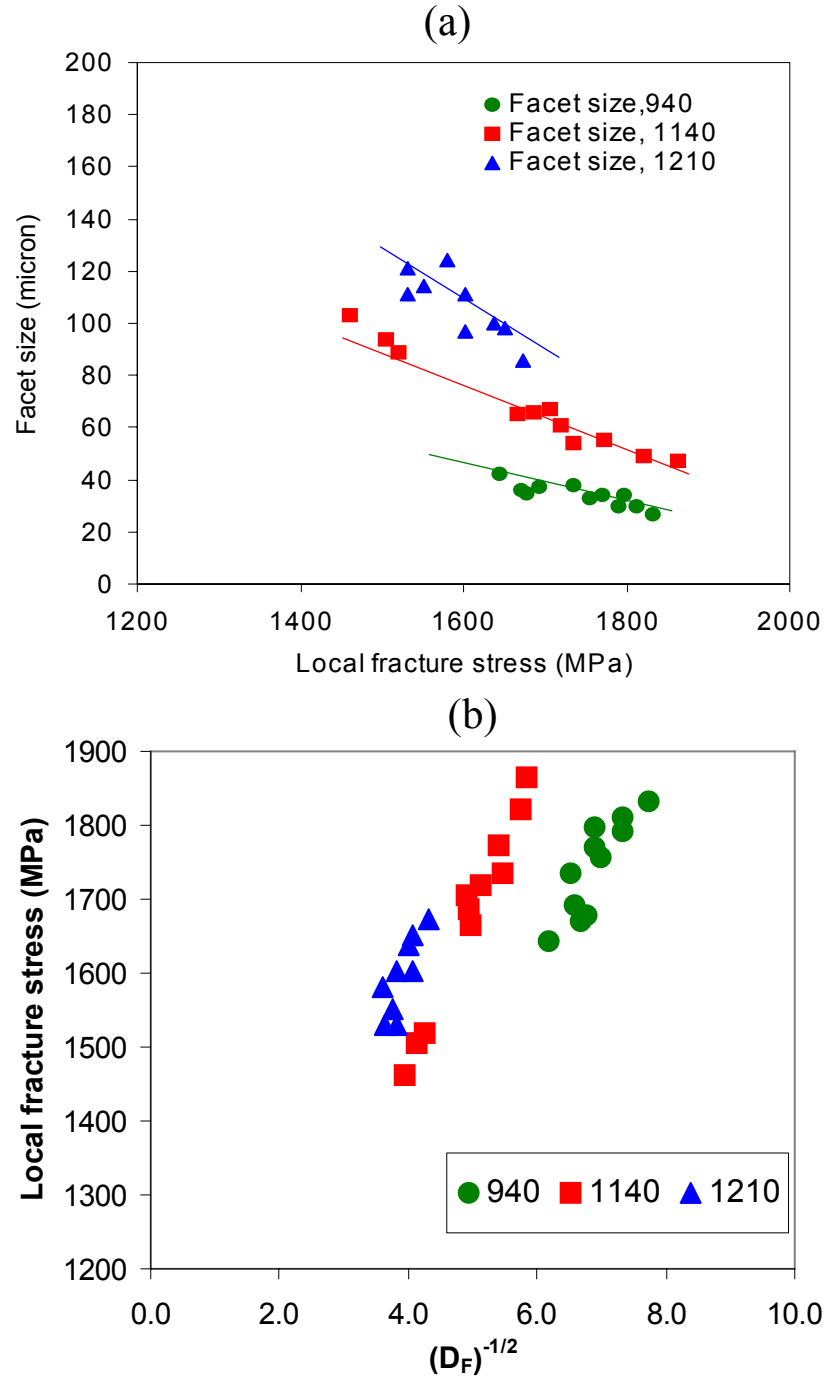 (a)
200
180
160
140
120
100
80
60
40
20
0
Facet size (micron)
Facet size,940
Facet size, 1140
Facet size, 1210
1200 1400 1600 1800 2000
Local fracture stress (MPa)
(b)
1900
1800
1700
1600
1500
1400
1300
1200
Local fracture stress (MPa)
940 1140 1210
0.0 2.0 4.0 6.0 8.0 10.0
(D_F)^{-1/2}